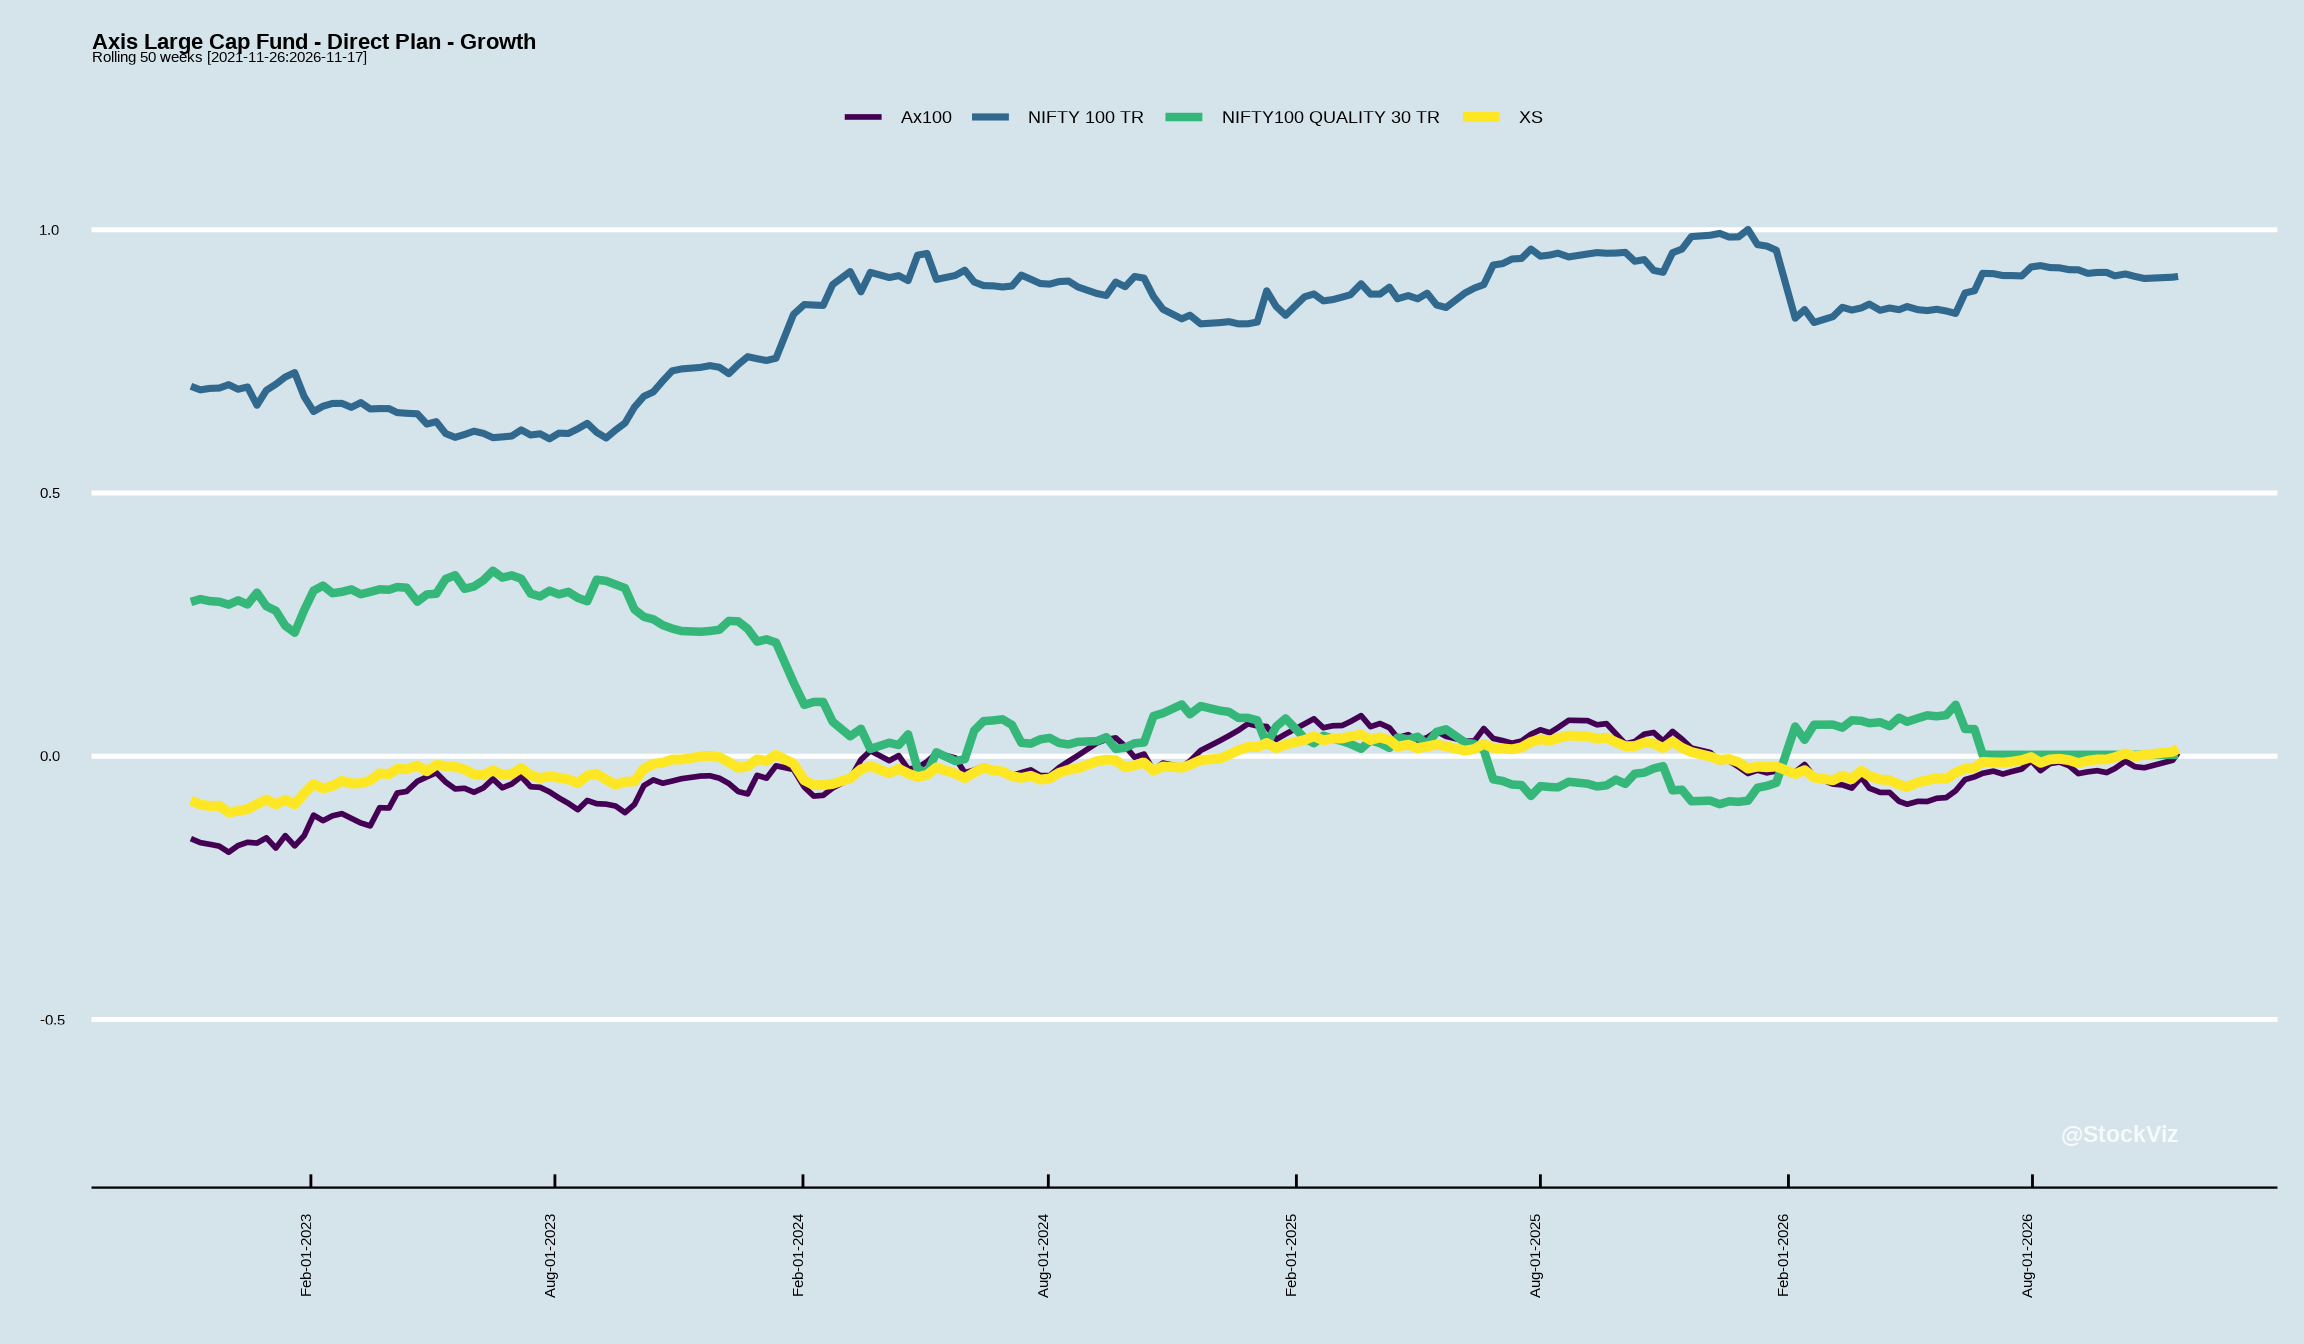 Axis Large Cap Fund - Direct Plan - Growth
Rolling 50 weeks [2021-11-26:2026-11-17]
Ax100 NIFTY 100 TR NIFTY100 QUALITY 30 TR XS
1.0
0.5
0.0
-0.5
@StockViz
Feb-01-2023 Aug-01-2023 Feb-01-2024 Aug-01-2024 Feb-01-2025 Aug-01-2025 Feb-01-2026 Aug-01-2026